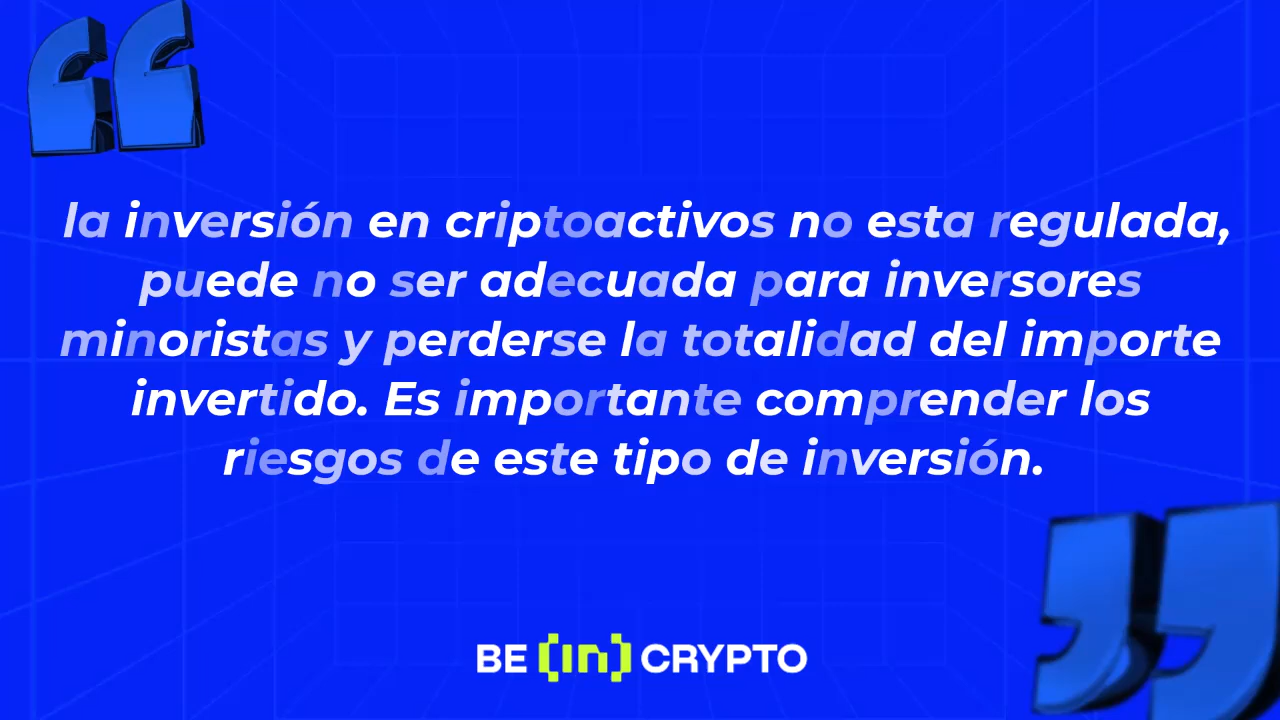 la inversión en criptoactivos no esta regulada,
puede no ser adecuada para inversores
minoristas y perderse la totalidad del importe
invertido. Es importante comprender los
riesgos de este tipo de inversión.
BE [in] CRYPTO